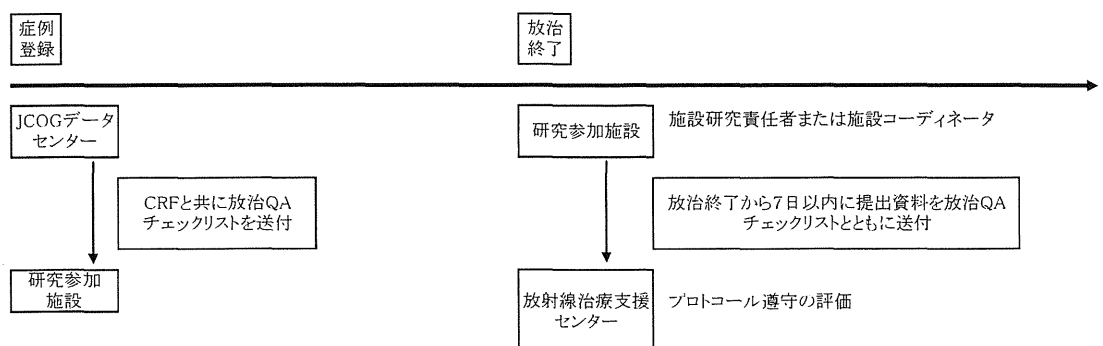 症例
登録
放治
終了
JCOGデータ
センター
研究参加施設
施設研究責任者または施設コーディネータ
CRFと共に放治QA
チェックリストを送付
放治終了から7日以内に提出資料を放治QA
チェックリストとともに送付
研究参加
施設
放射線治療支援
センター
プロトコール遵守の評価